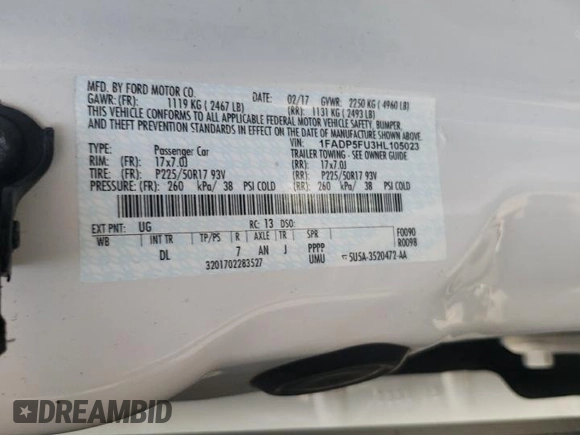 MFD. BY FORD MOTOR CO.
DATE: 02/17 GVWR: 2250 KG ( 4960 LB)
GAWR: (FR): 1119 KG ( 2467 LB) (RR): 1131 KG ( 2493 LB)
THIS VEHICLE CONFORMS TO ALL APPLICABLE FEDERAL MOTOR VEHICLE SAFETY, BUMPER,
AND THEFT PREVENTION STANDARDS IN EFFECT ON THE DATE OF MANUFACTURE SHOWN ABOVE.
VIN: 1FADP5FU3HL105023
TYPE: Passenger Car TRAILER TOWING - SEE OWNER GUIDE
RIM: (FR): 17x7.0J (RR): 17x7.0J
TIRE: (FR): P225/50R17 93V (RR): P225/50R17 93V
PRESSURE: (FR): 260 kPa/ 38 PSI COLD (RR): 260 kPa/ 38 PSI COLD
EXT PNT: UG RC: 13 DSO: F0090
WB INT TR TP/PS R AXLE TR SPR R0098
DL 7 AN J PPPP
UMU
3201702283527 5U5A-3520472-AA
DREAMBID